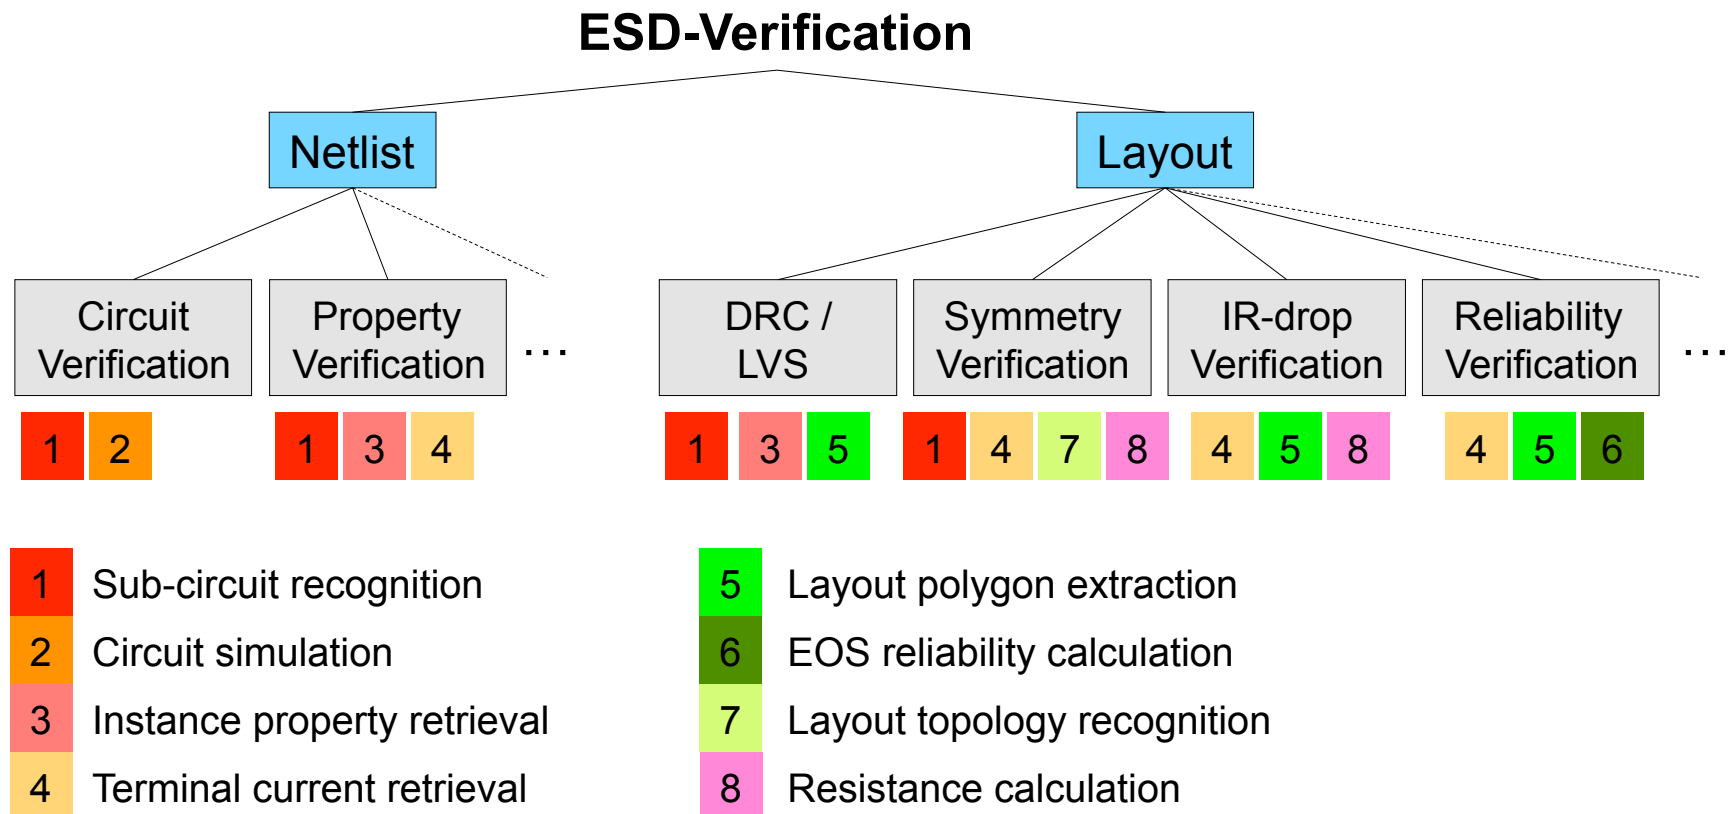 ESD-Verification
Netlist
Layout
Circuit
Verification
Property
Verification
...
DRC /
LVS
Symmetry
Verification
IR-drop
Verification
Reliability
Verification
...
1 2
1 3 4
1 3 5
1 4 7 8
4 5 8
4 5 6
1 Sub-circuit recognition
2 Circuit simulation
3 Instance property retrieval
4 Terminal current retrieval
5 Layout polygon extraction
6 EOS reliability calculation
7 Layout topology recognition
8 Resistance calculation